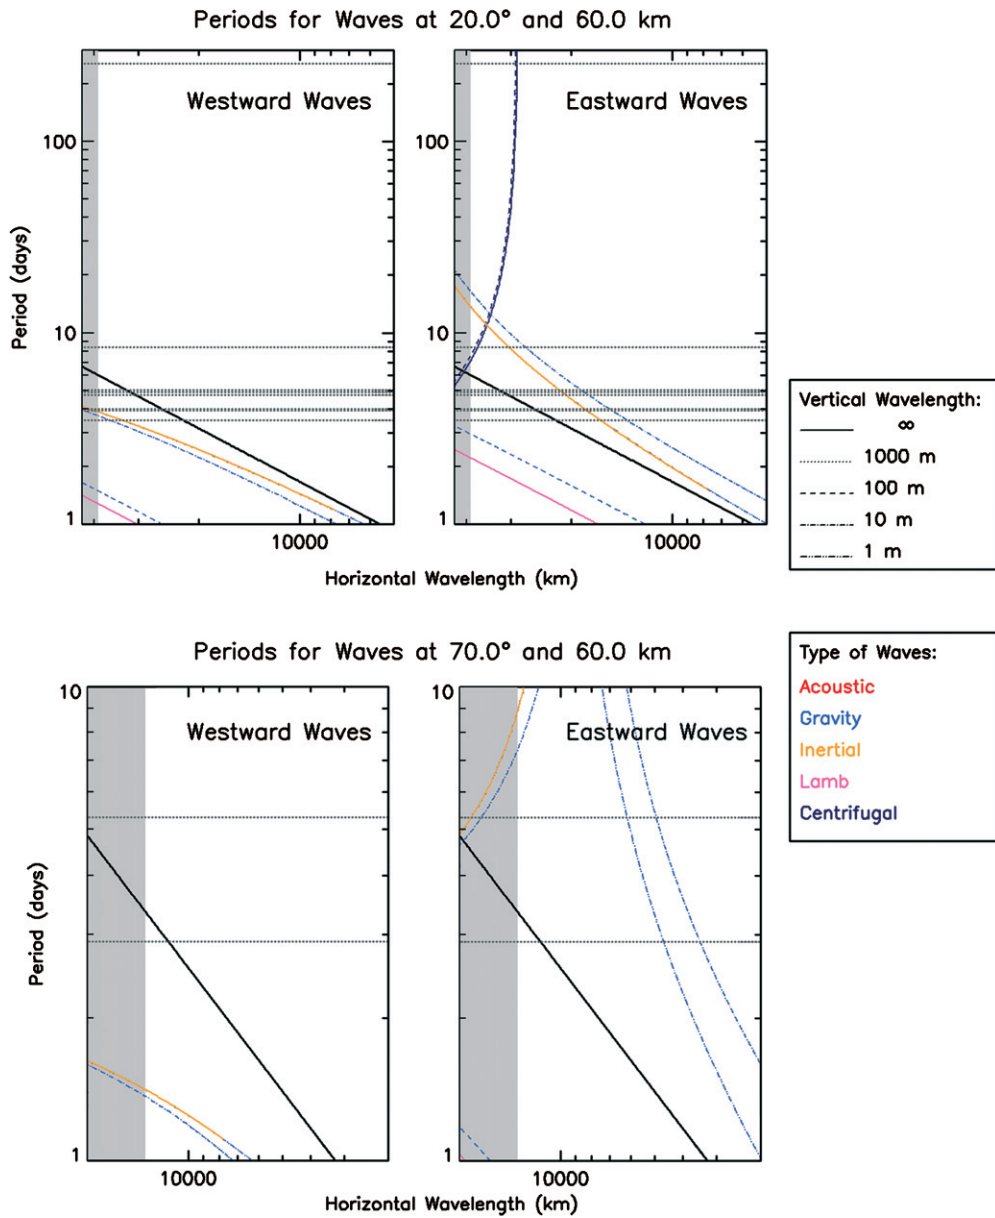 Periods for Waves at 20.0° and 60.0 km
Westward Waves
Eastward Waves
100
10
1
100
10
1
Period (days)
10000
10000
Horizontal Wavelength (km)
Vertical Wavelength:
∞
1000 m
100 m
10 m
1 m
Periods for Waves at 70.0° and 60.0 km
Westward Waves
Eastward Waves
10
1
10
1
Period (days)
10000
10000
Horizontal Wavelength (km)
Type of Waves:
Acoustic
Gravity
Inertial
Lamb
Centrifugal